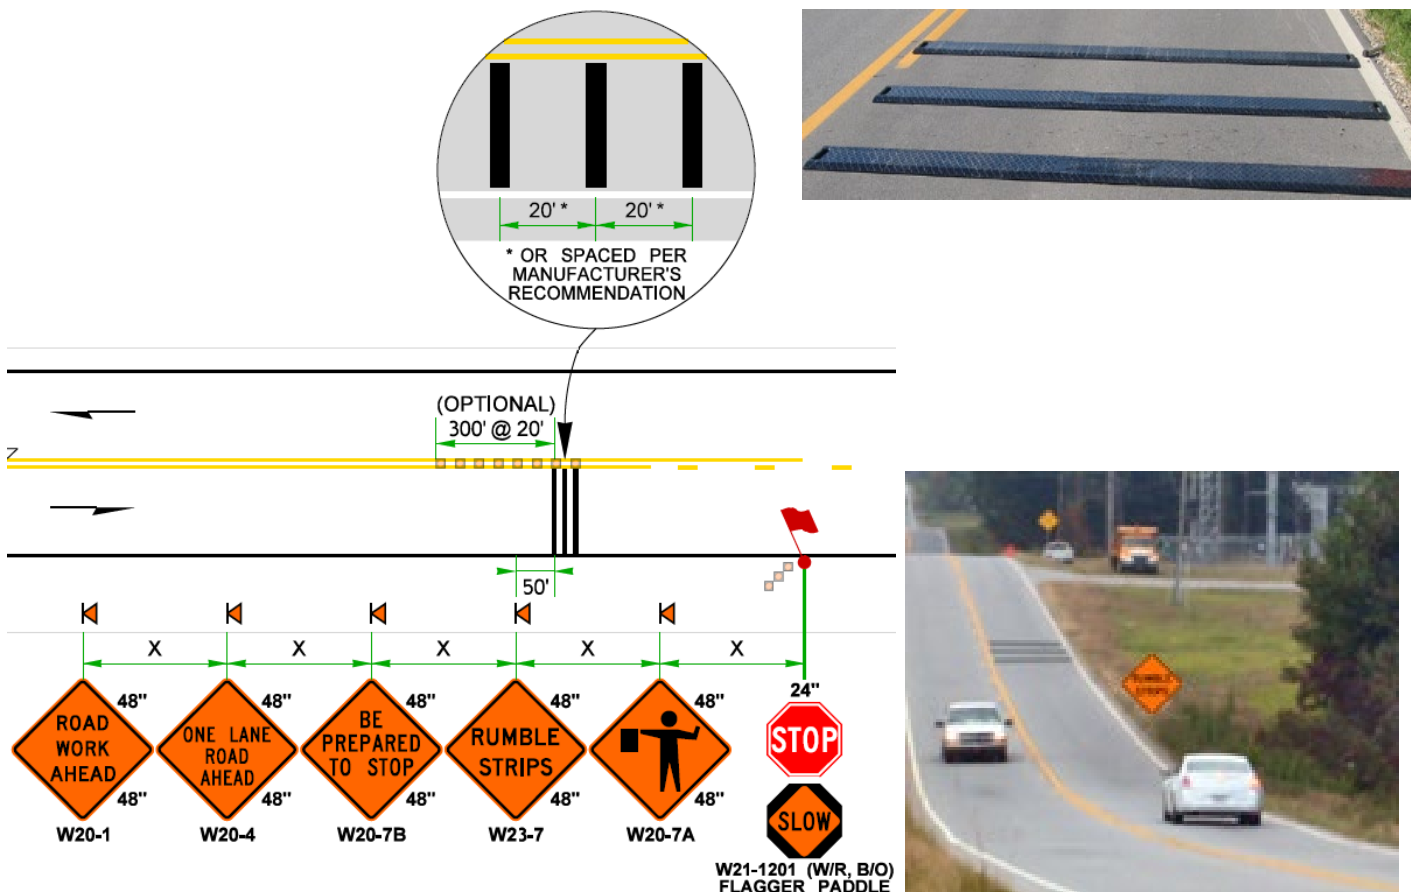 20' *
20' *
* OR SPACED PER
MANUFACTURER'S
RECOMMENDATION
(OPTIONAL)
300' @ 20'
50'
X
X
X
X
X
ROAD
WORK
AHEAD
48"
48"
W20-1
ONE LANE
ROAD
AHEAD
48"
48"
W20-4
BE
PREPARED
TO STOP
48"
48"
W20-7B
RUMBLE
STRIPS
48"
48"
W23-7
48"
48"
W20-7A
24"
STOP
SLOW
W21-1201 (W/R, B/O)
FLAGGER PADDLE
RUMBLE
STRIPS